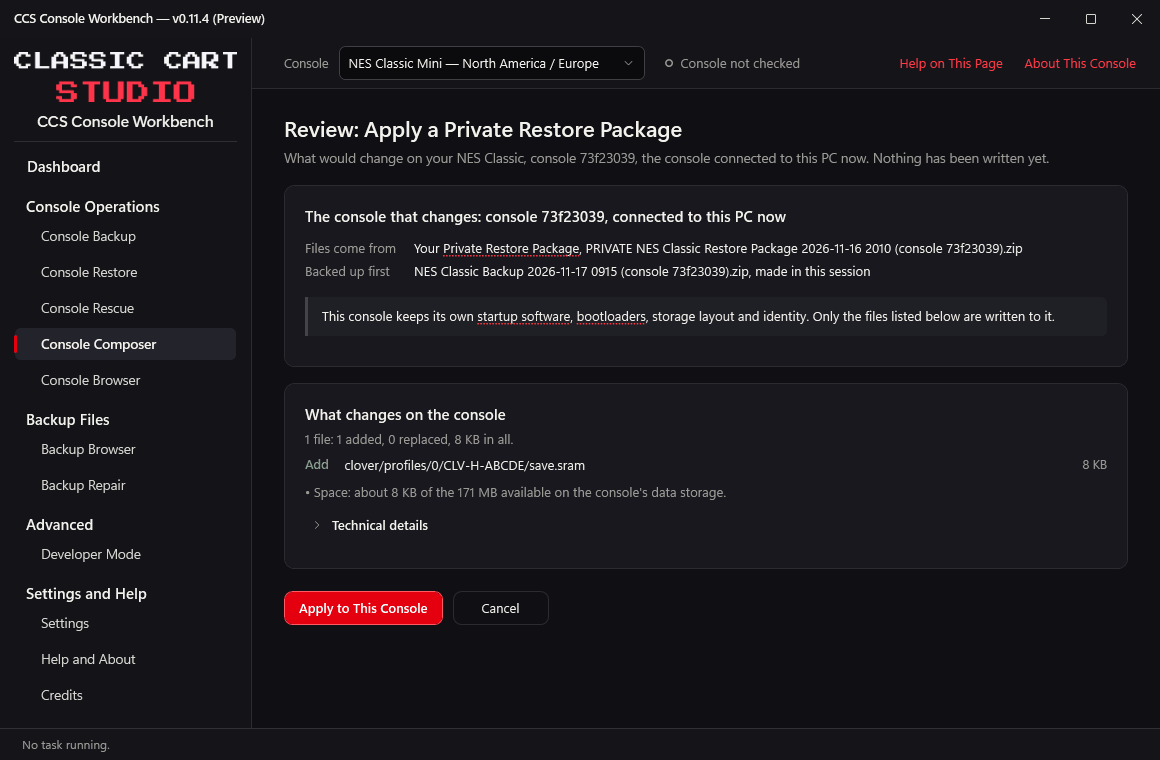 CCS Console Workbench — v0.11.4 (Preview)
CLASSIC CART
STUDIO
CCS Console Workbench
Dashboard
Console Operations
Console Backup
Console Restore
Console Rescue
Console Composer
Console Browser
Backup Files
Backup Browser
Backup Repair
Advanced
Developer Mode
Settings and Help
Settings
Help and About
Credits
Console
NES Classic Mini — North America / Europe
Console not checked
Help on This Page
About This Console
Review: Apply a Private Restore Package
What would change on your NES Classic, console 73f23039, the console connected to this PC now. Nothing has been written yet.
The console that changes: console 73f23039, connected to this PC now
Files come from Your Private Restore Package, PRIVATE NES Classic Restore Package 2026-11-16 2010 (console 73f23039).zip
Backed up first NES Classic Backup 2026-11-17 0915 (console 73f23039).zip, made in this session
This console keeps its own startup software, bootloaders, storage layout and identity. Only the files listed below are written to it.
What changes on the console
1 file: 1 added, 0 replaced, 8 KB in all.
Add clover/profiles/0/CLV-H-ABCDE/save.sram 8 KB
• Space: about 8 KB of the 171 MB available on the console's data storage.
Technical details
Apply to This Console
Cancel
No task running.